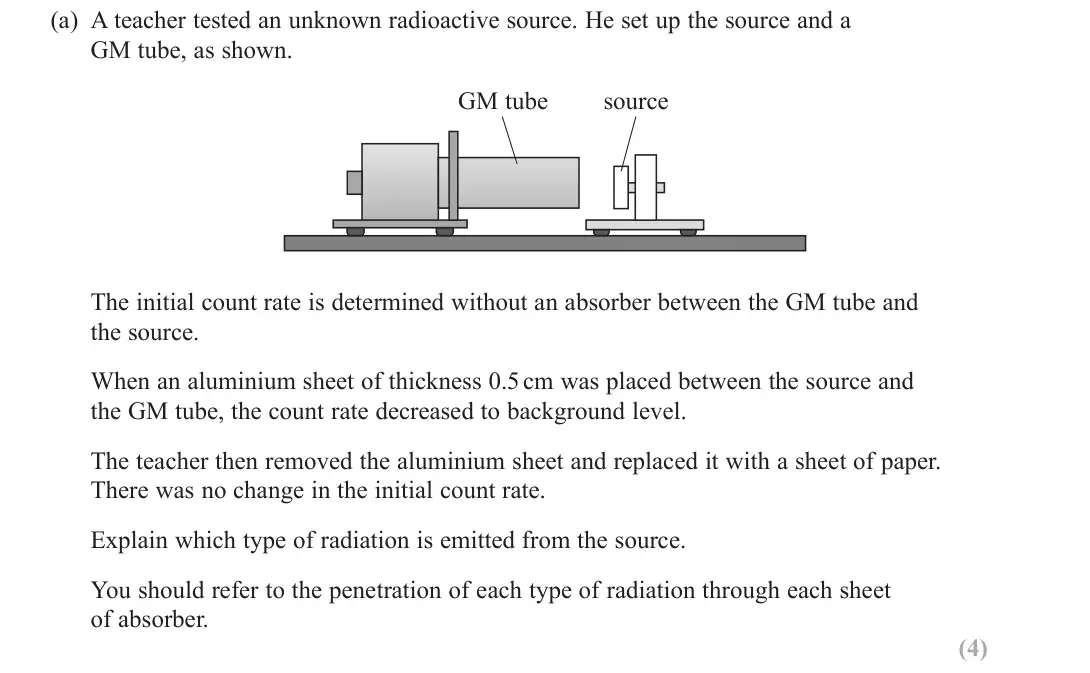 (a) A teacher tested an unknown radioactive source. He set up the source and a
GM tube, as shown.
GM tube source
The initial count rate is determined without an absorber between the GM tube and
the source.
When an aluminium sheet of thickness 0.5 cm was placed between the source and
the GM tube, the count rate decreased to background level.
The teacher then removed the aluminium sheet and replaced it with a sheet of paper.
There was no change in the initial count rate.
Explain which type of radiation is emitted from the source.
You should refer to the penetration of each type of radiation through each sheet
of absorber.
(4)